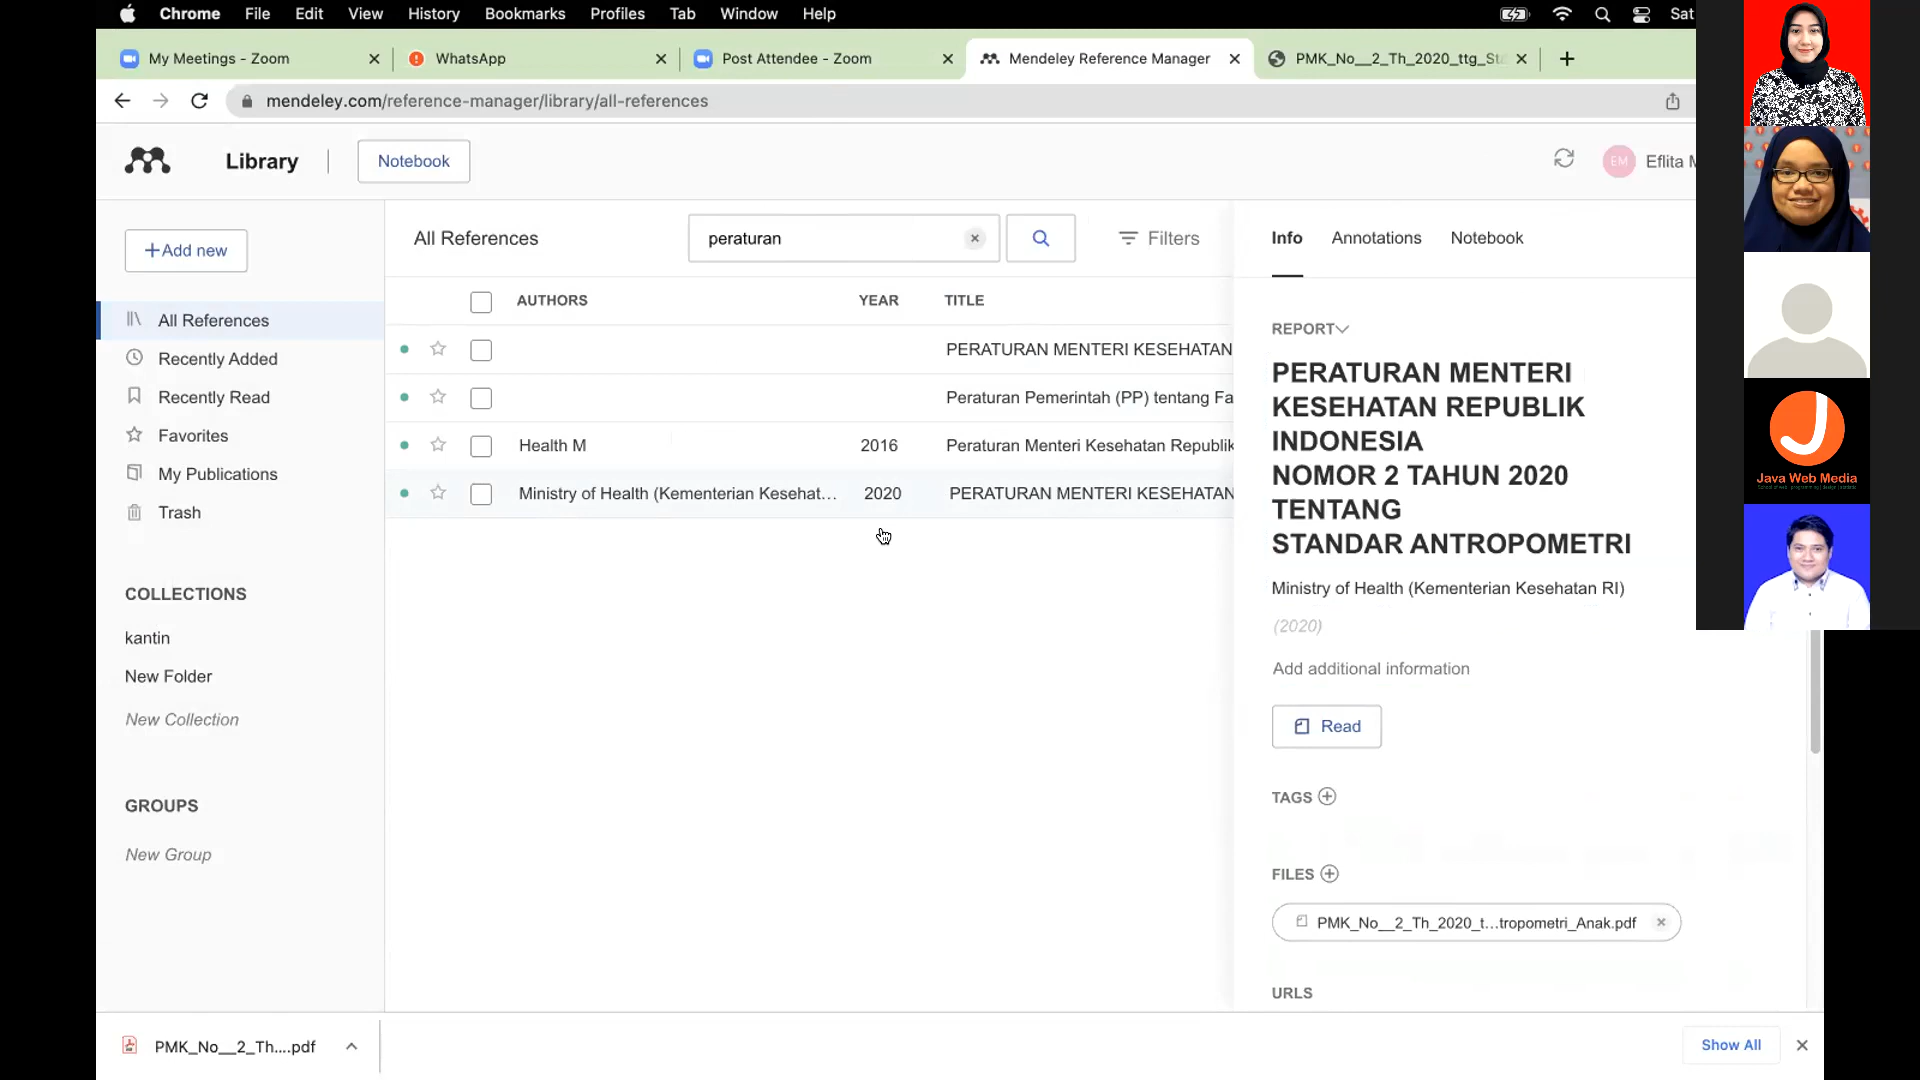 Chrome File Edit View History Bookmarks Profiles Tab Window Help Sat
My Meetings - Zoom
WhatsApp
Post Attendee - Zoom
Mendeley Reference Manager
PMK_No__2_Th_2020_ttg_Sta
mendeley.com/reference-manager/library/all-references
Library
Notebook
EM
Eflita M
+Add new
All References
Recently Added
Recently Read
Favorites
My Publications
Trash
COLLECTIONS
kantin
New Folder
New Collection
GROUPS
New Group
All References
peraturan
Filters
AUTHORS YEAR TITLE
PERATURAN MENTERI KESEHATAN
Peraturan Pemerintah (PP) tentang Fa
Health M 2016 Peraturan Menteri Kesehatan Republik
Ministry of Health (Kementerian Kesehat... 2020 PERATURAN MENTERI KESEHATAN
Info Annotations Notebook
REPORT
PERATURAN MENTERI
KESEHATAN REPUBLIK
INDONESIA
NOMOR 2 TAHUN 2020
TENTANG
STANDAR ANTROPOMETRI
Ministry of Health (Kementerian Kesehatan RI)
(2020)
Add additional information
Read
TAGS
FILES
PMK_No__2_Th_2020_t...tropometri_Anak.pdf
URLS
Java Web Media
PMK_No__2_Th....pdf
Show All